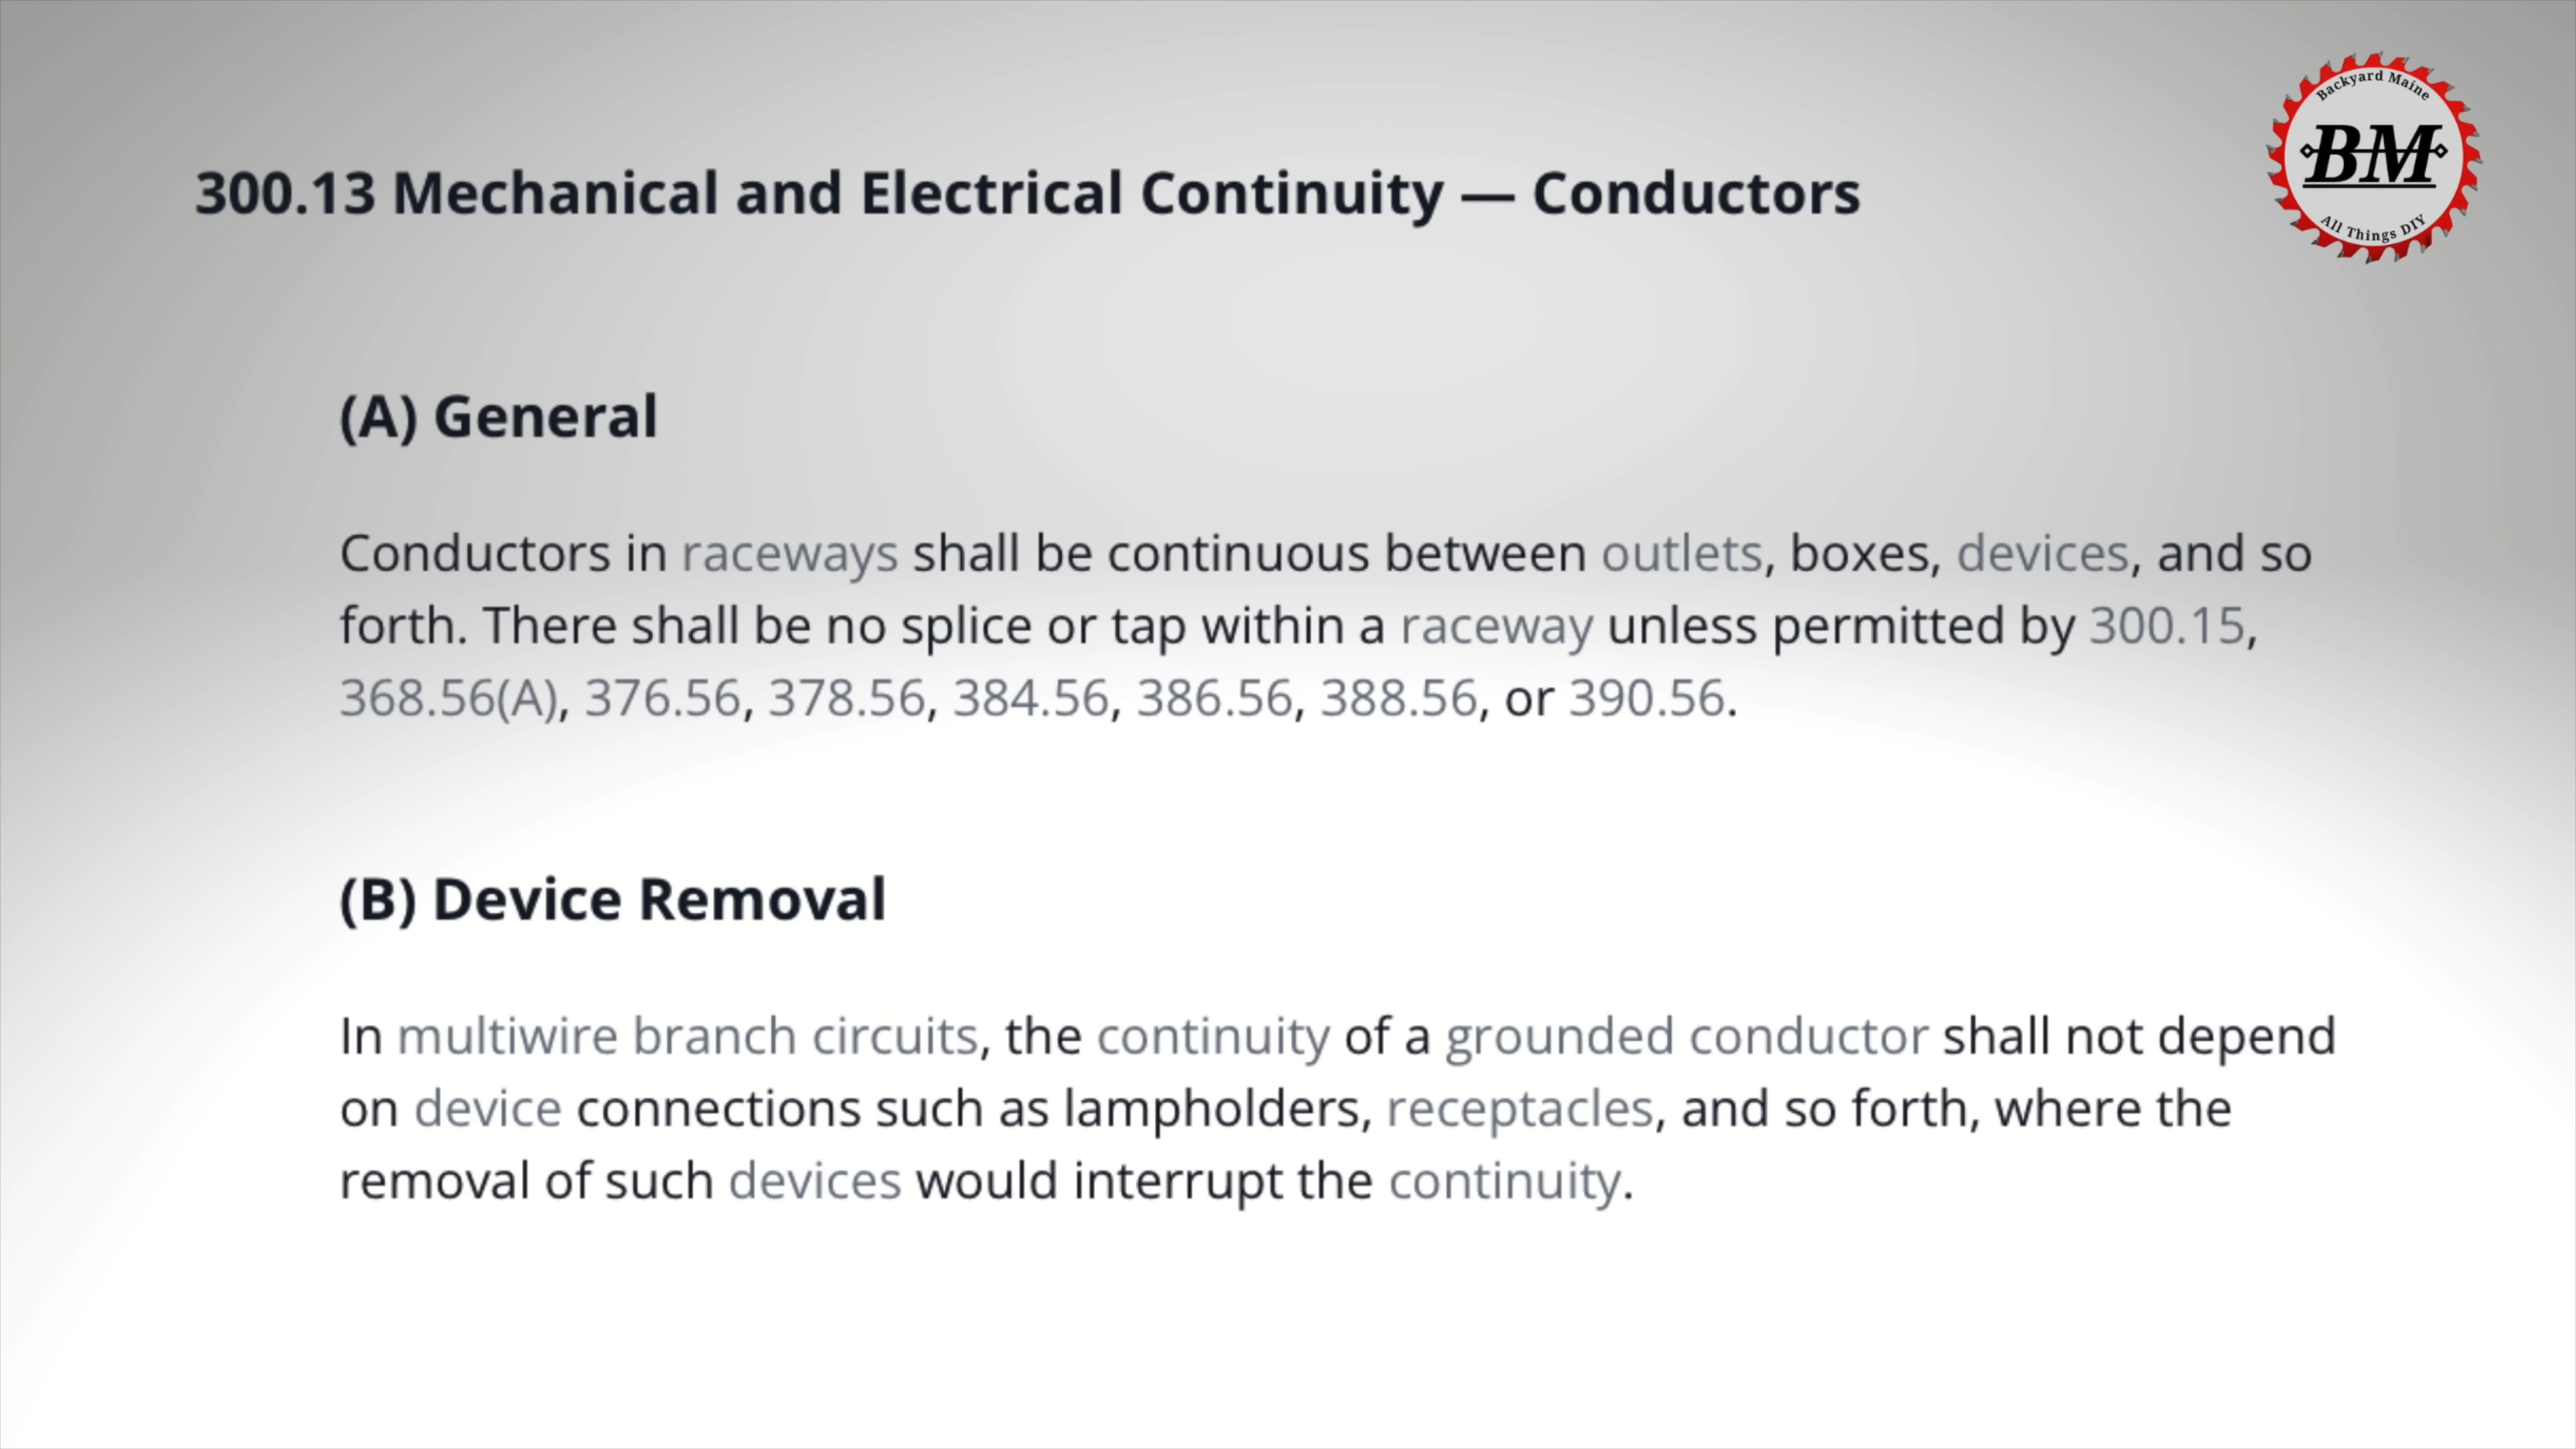 Backyard Maine
BM
All Things DIY
300.13 Mechanical and Electrical Continuity — Conductors
(A) General
Conductors in raceways shall be continuous between outlets, boxes, devices, and so
forth. There shall be no splice or tap within a raceway unless permitted by 300.15,
368.56(A), 376.56, 378.56, 384.56, 386.56, 388.56, or 390.56.
(B) Device Removal
In multiwire branch circuits, the continuity of a grounded conductor shall not depend
on device connections such as lampholders, receptacles, and so forth, where the
removal of such devices would interrupt the continuity.